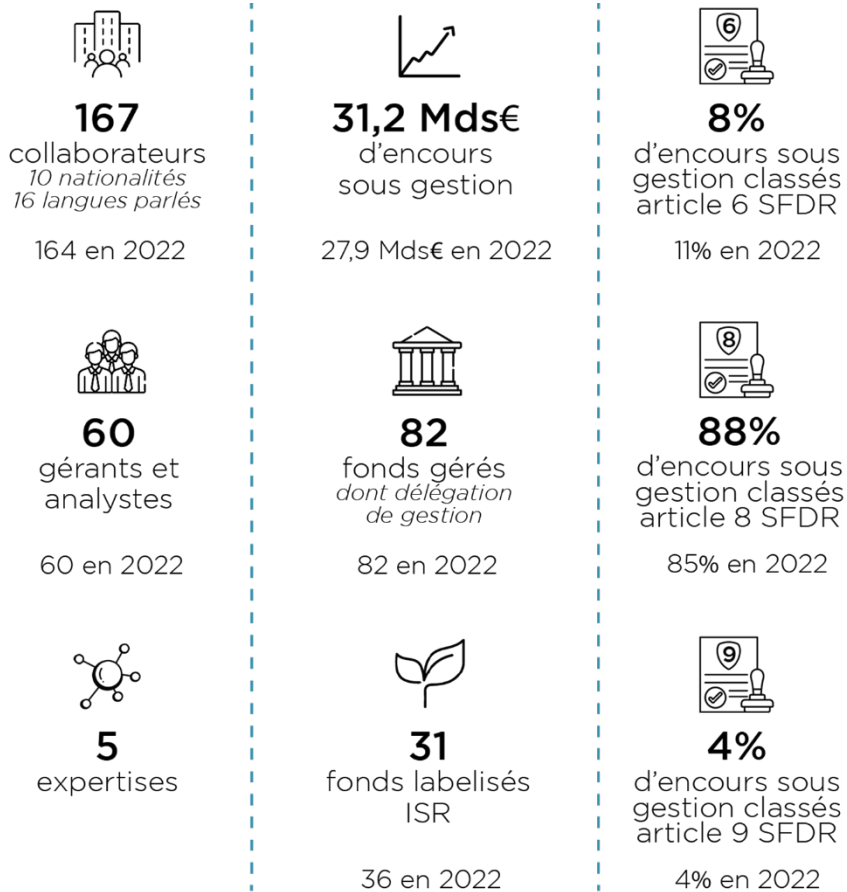 167
collaborateurs
10 nationalités
16 langues parlés
164 en 2022
60
gérants et
analystes
60 en 2022
5
expertises
31,2 Mds€
d'encours
sous gestion
27,9 Mds€ en 2022
82
fonds gérés
dont délégation
de gestion
82 en 2022
31
fonds labelisés
ISR
36 en 2022
6
8%
d'encours sous
gestion classés
article 6 SFDR
11% en 2022
8
88%
d'encours sous
gestion classés
article 8 SFDR
85% en 2022
9
4%
d'encours sous
gestion classés
article 9 SFDR
4% en 2022